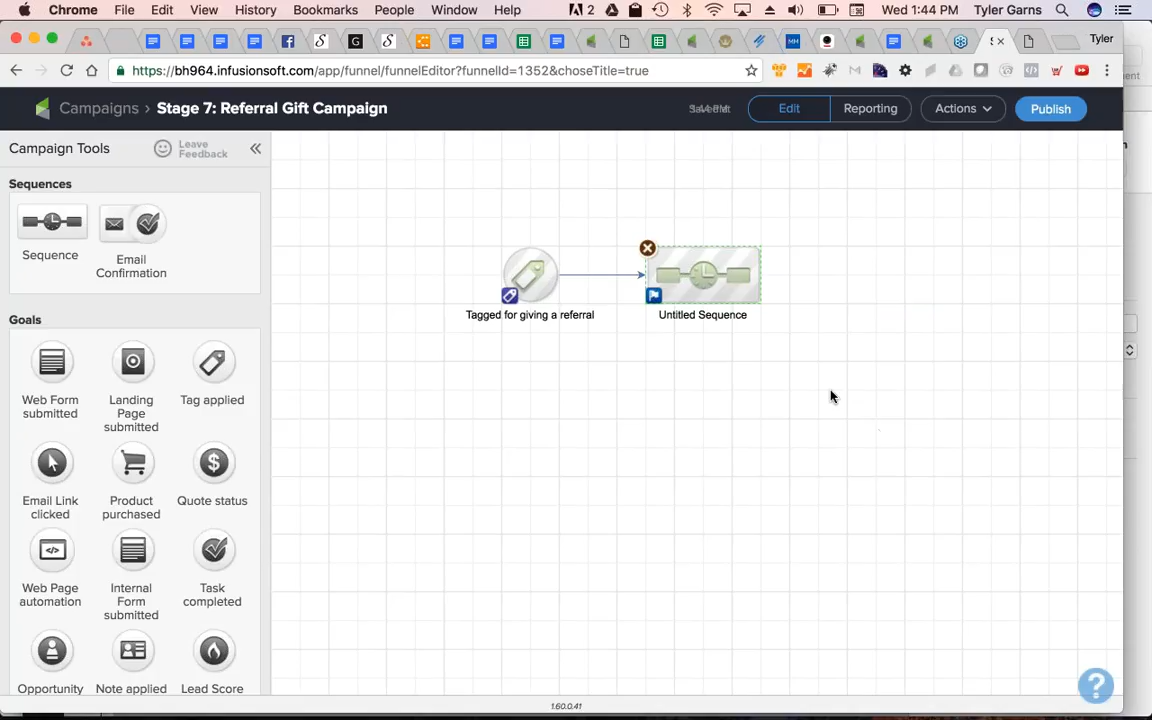 Chrome File Edit View History Bookmarks People Window Help
2 Wed 1:44 PM Tyler Garns
Tyler
https://bh964.infusionsoft.com/app/funnel/funnelEditor?funnelId=1352&choseTitle=true
Campaigns › Stage 7: Referral Gift Campaign
Edit Reporting Actions Publish
Campaign Tools
Leave
Feedback
Sequences
Sequence
Email
Confirmation
Goals
Web Form
submitted
Landing
Page
submitted
Tag applied
Email Link
clicked
Product
purchased
Quote status
Web Page
automation
Internal
Form
submitted
Task
completed
Opportunity
Note applied
Lead Score
Tagged for giving a referral
Untitled Sequence
1.60.0.41
?